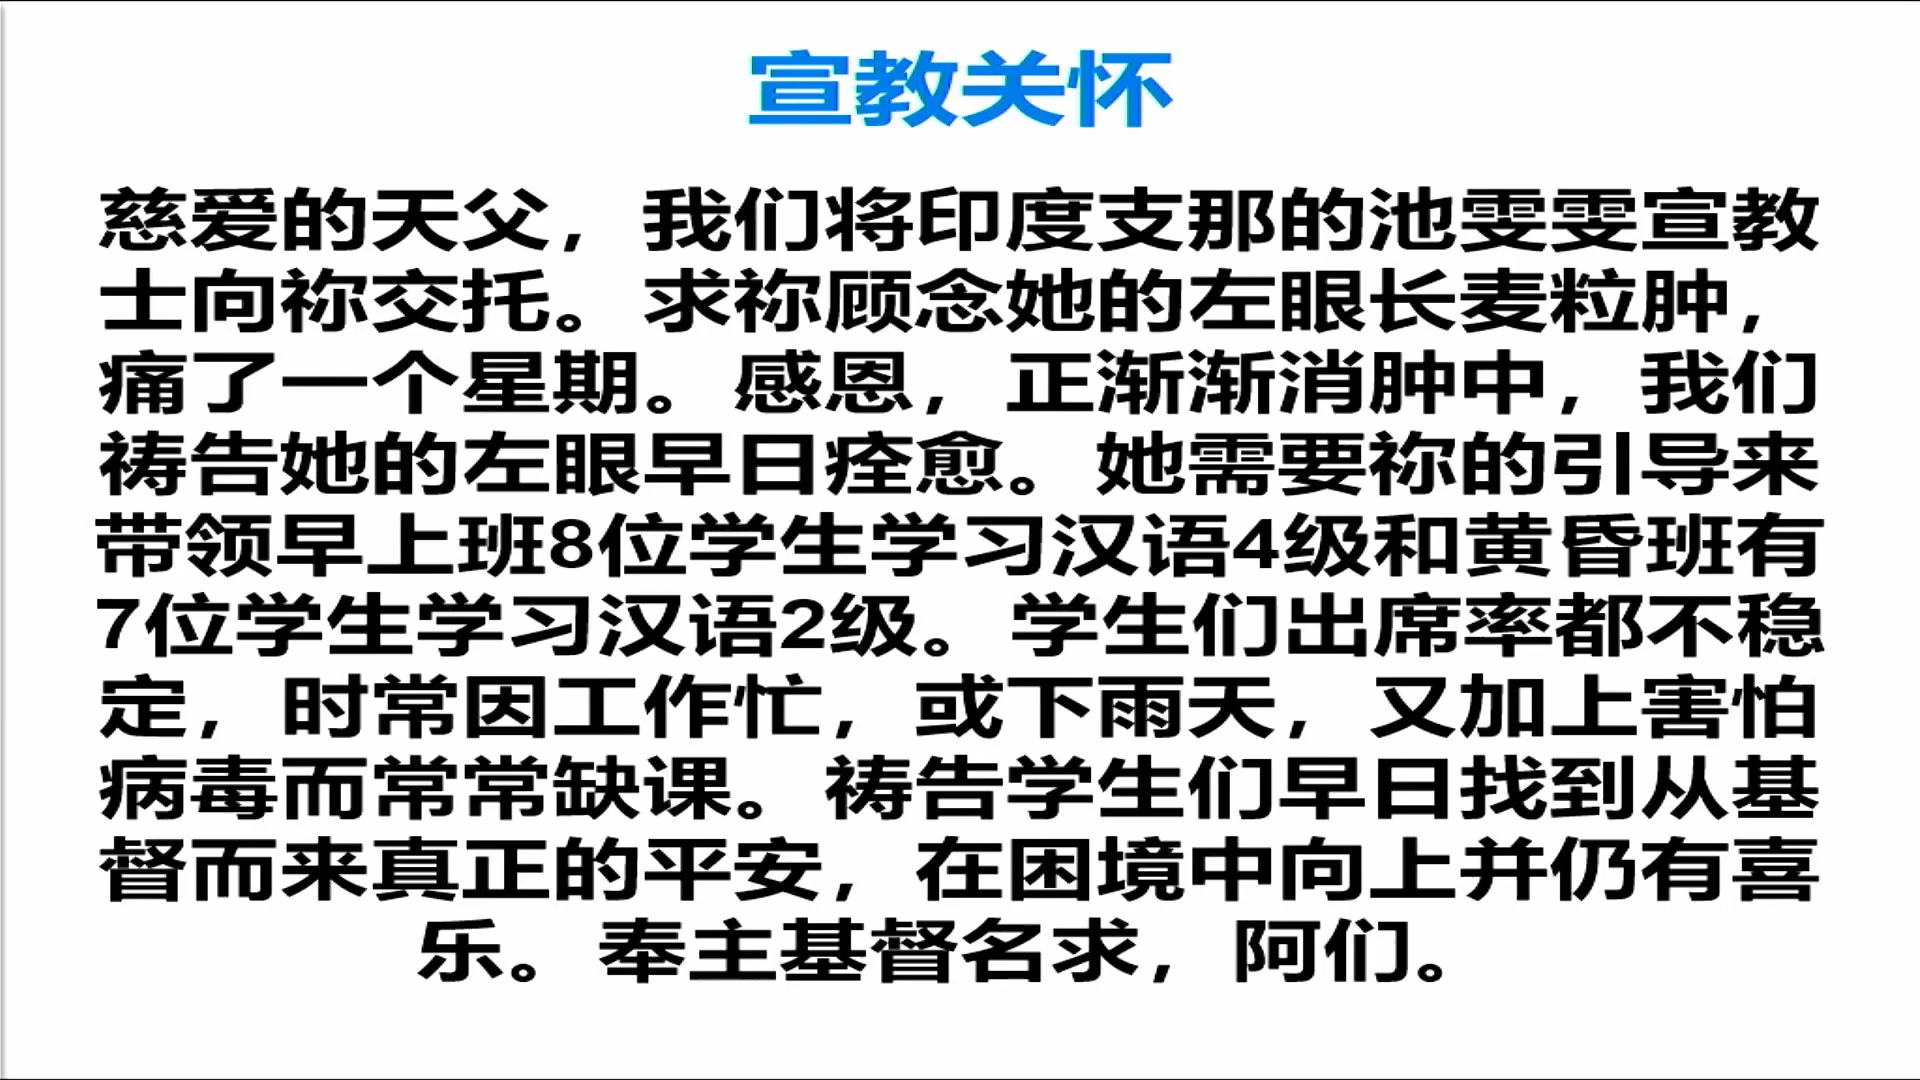 宣教关怀
慈爱的天父，我们将印度支那的池雯雯宣教
士向祢交托。求祢顾念她的左眼长麦粒肿，
痛了一个星期。感恩，正渐渐消肿中，我们
祷告她的左眼早日痊愈。她需要祢的引导来
带领早上班8位学生学习汉语4级和黄昏班有
7位学生学习汉语2级。学生们出席率都不稳
定，时常因工作忙，或下雨天，又加上害怕
病毒而常常缺课。祷告学生们早日找到从基
督而来真正的平安，在困境中向上并仍有喜
乐。奉主基督名求，阿们。